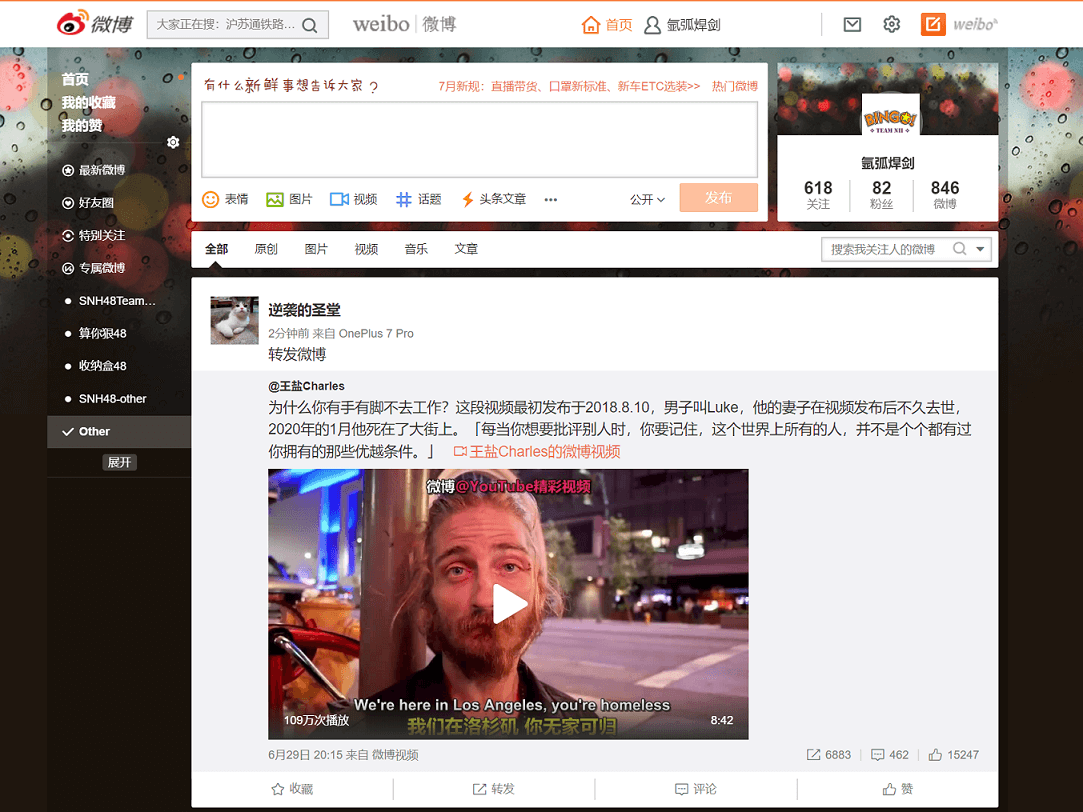 微博
大家正在搜：沪苏通铁路...
weibo 微博
首页
氩弧焊剑
weibo
首页
我的收藏
我的赞
最新微博
好友圈
特别关注
专属微博
SNH48Team...
算你狠48
收纳盒48
SNH48-other
Other
展开
有什么新鲜事想告诉大家？
7月新规：直播带货、口罩新标准、新车ETC选装>> 热门微博
表情 图片 视频 话题 头条文章 ••• 公开 发布
BINGO!
TEAM NII
氩弧焊剑
618 82 846
关注 粉丝 微博
全部 原创 图片 视频 音乐 文章
搜索我关注人的微博
逆袭的圣堂
2分钟前 来自 OnePlus 7 Pro
转发微博
@王盐Charles
为什么你有手有脚不去工作？这段视频最初发布于2018.8.10，男子叫Luke，他的妻子在视频发布后不久去世，
2020年的1月他死在了大街上。「每当你想要批评别人时，你要记住，这个世界上所有的人，并不是个个都有过
你拥有的那些优越条件。」 王盐Charles的微博视频
微博@YouTube精彩视频
We're here in Los Angeles, you're homeless
我们在洛杉矶 你无家可归
109万次播放
8:42
6月29日 20:15 来自 微博视频
6883 462 15247
收藏 转发 评论 赞